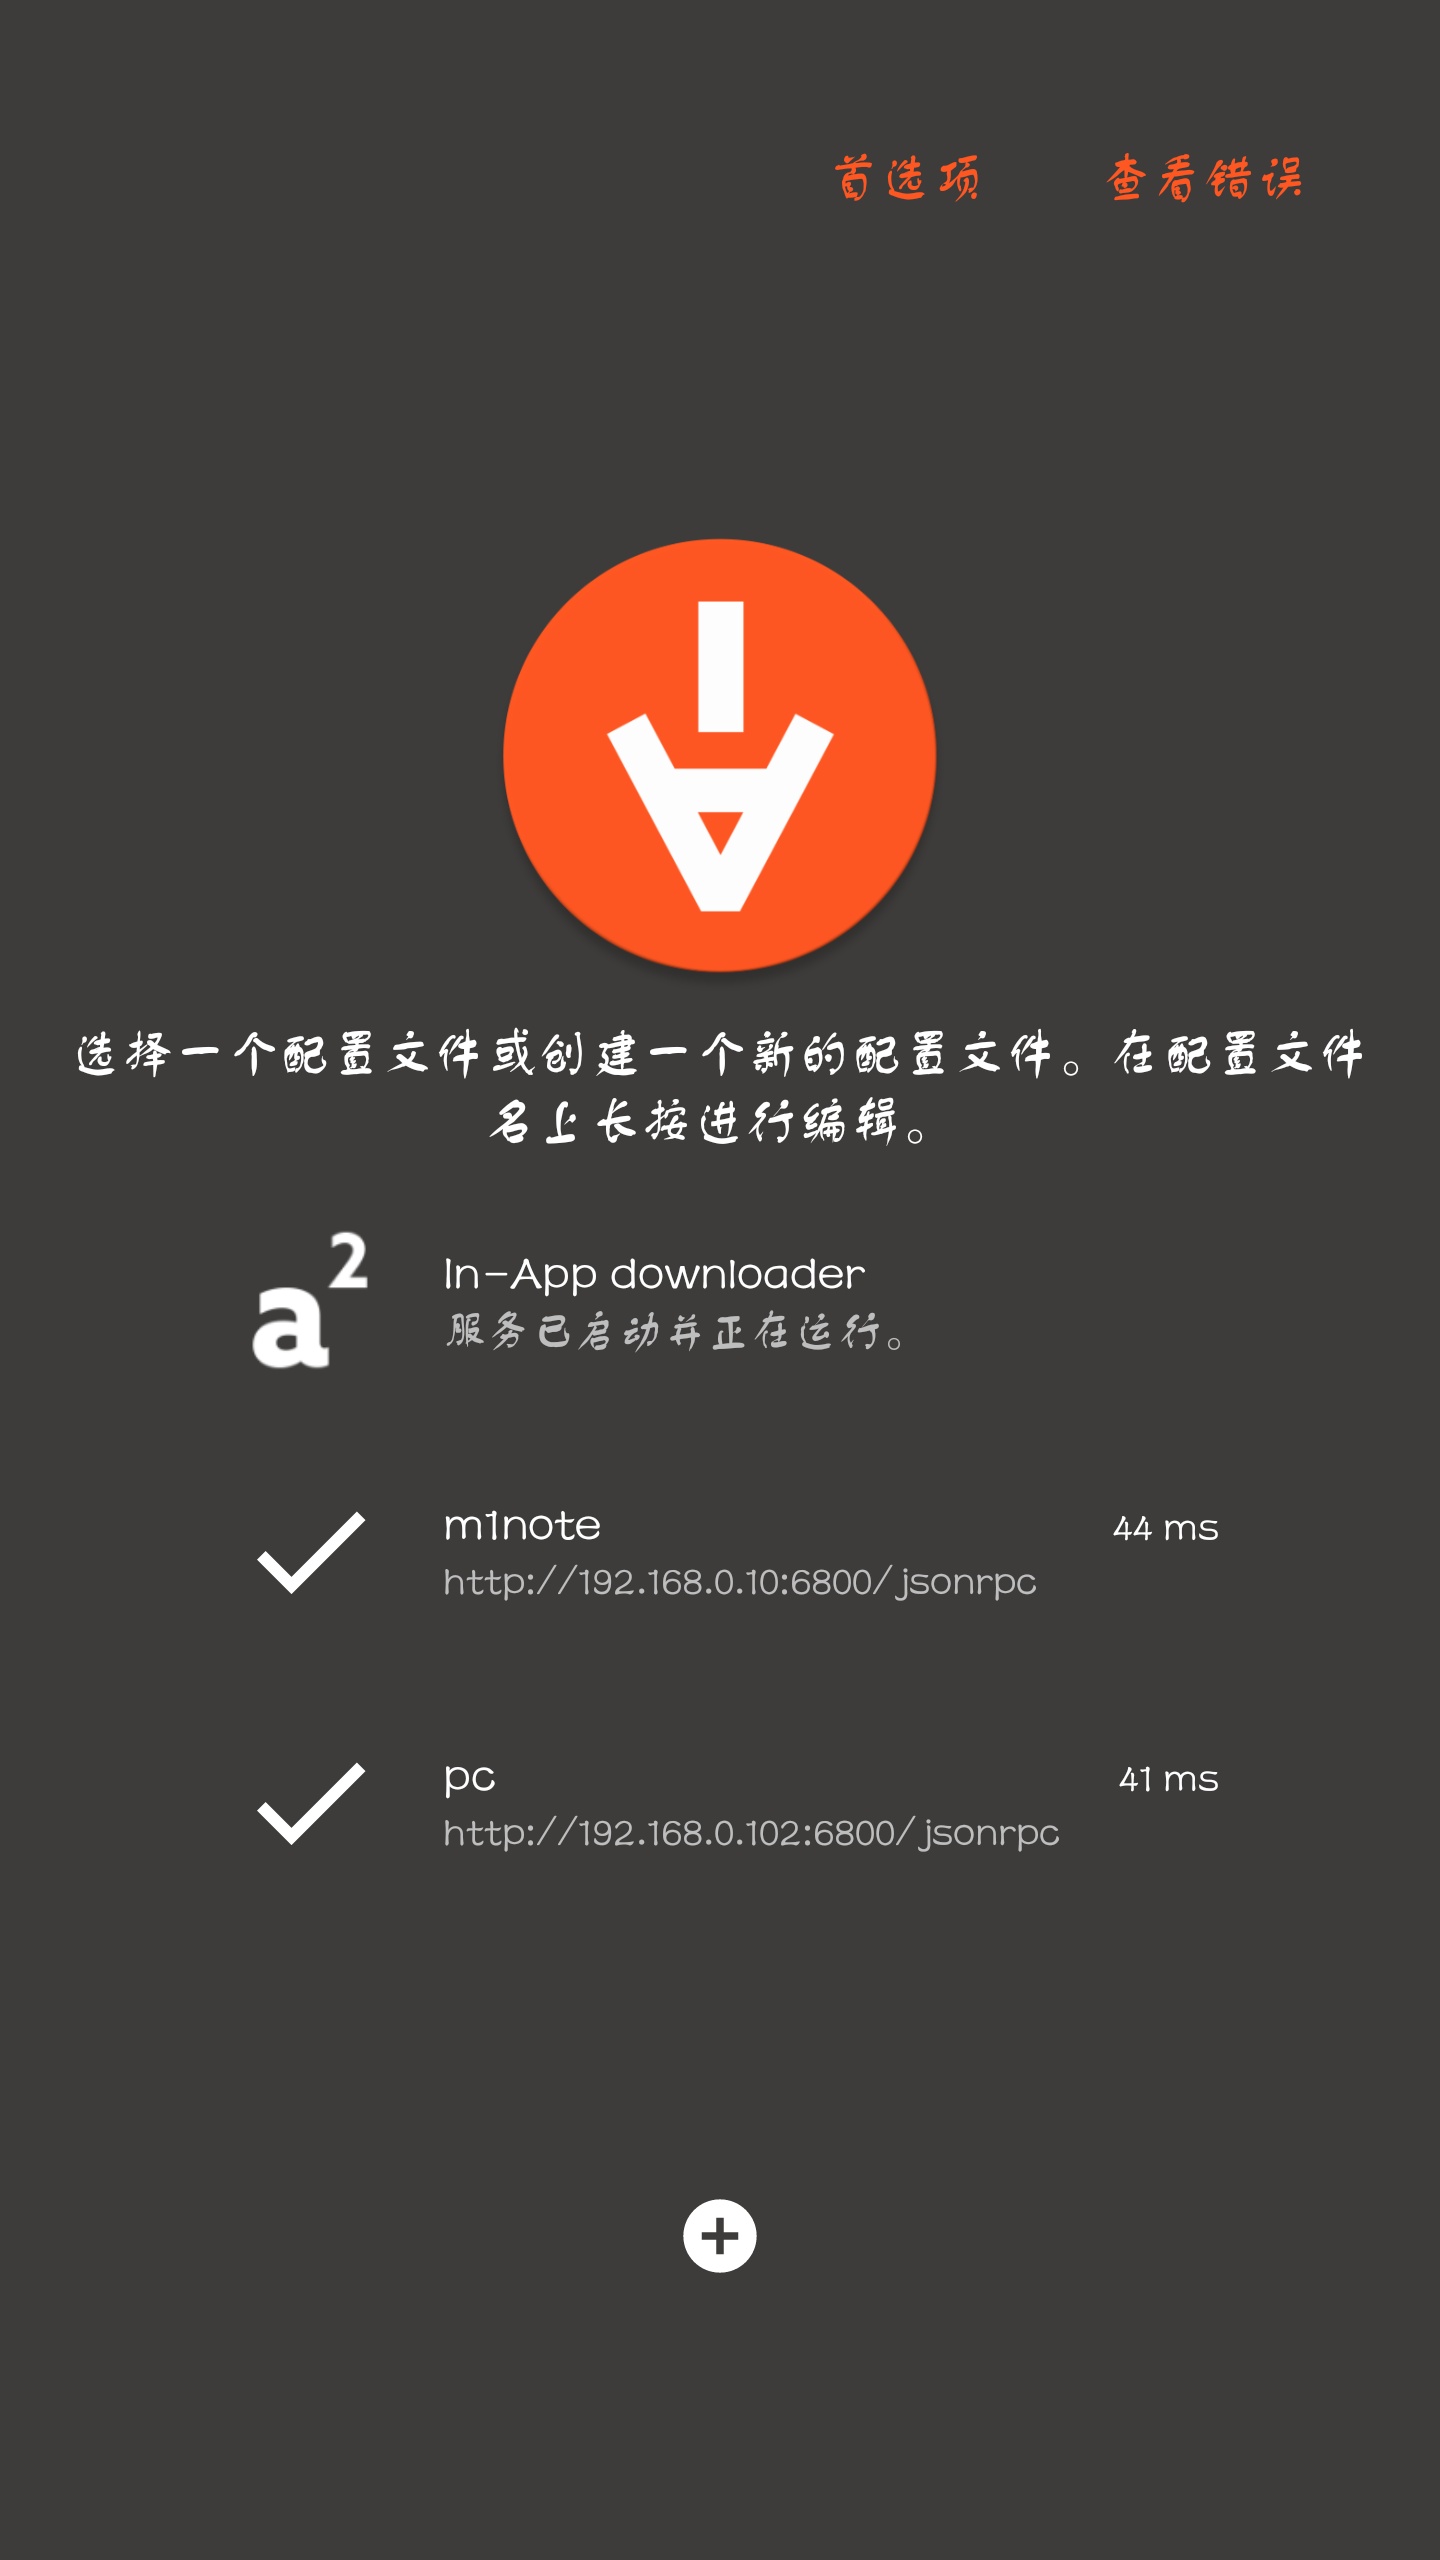 首选项 查看错误
选择一个配置文件或创建一个新的配置文件。在配置文件
名上长按进行编辑。
a2
In-App downloader
服务已启动并正在运行。
m1note 44 ms
http://192.168.0.10:6800/jsonrpc
pc 41 ms
http://192.168.0.102:6800/jsonrpc